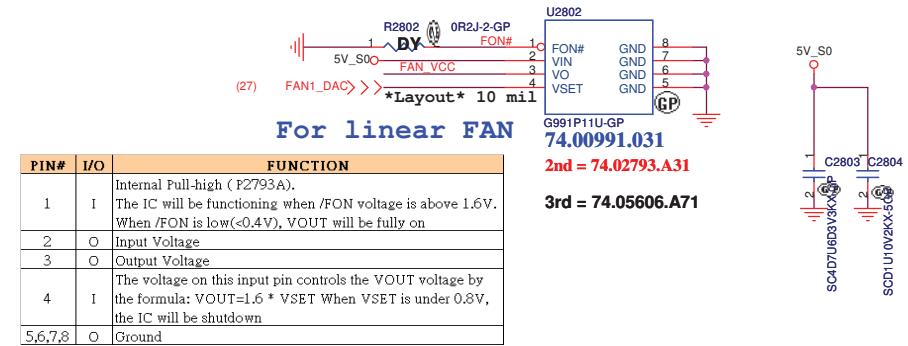 U2802
R2802 0R2J-2-GP
DY
1 2 FON# 1 FON# GND 8
5V_S0 2 VIN GND 7
FAN_VCC 3 VO GND 6
(27) FAN1_DAC 4 VSET GND 5
*Layout* 10 mil
GP
G991P11U-GP
For linear FAN
74.00991.031
2nd = 74.02793.A31
3rd = 74.05606.A71
5V_S0
1 C2803 1 C2804
2 2
SCD1U10V2KX-5GP
PIN# I/O FUNCTION
1 I Internal Pull-high ( P2793A).
The IC will be functioning when /FON voltage is above 1.6V.
When /FON is low(<0.4V), VOUT will be fully on
2 O Input Voltage
3 O Output Voltage
4 I The voltage on this input pin controls the VOUT voltage by
the formula: VOUT=1.6 * VSET When VSET is under 0.8V,
the IC will be shutdown
5,6,7,8 O Ground